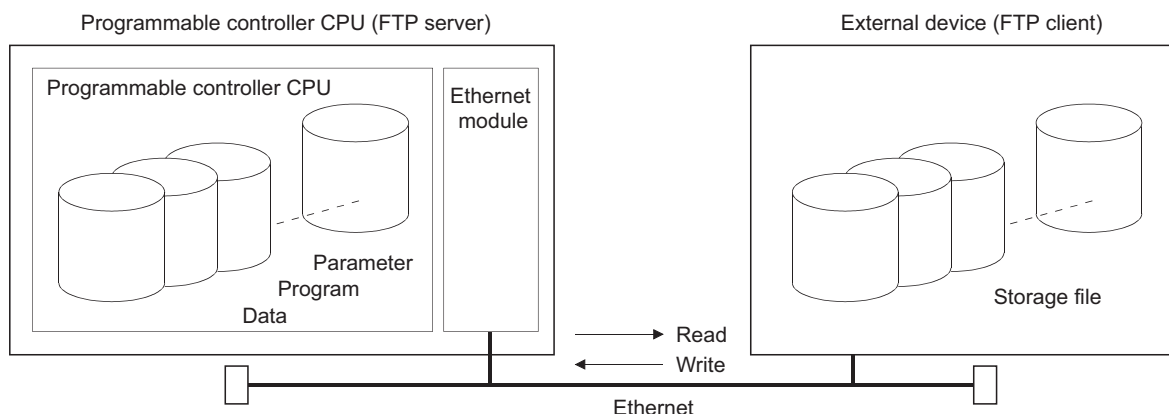 Programmable controller CPU (FTP server)
External device (FTP client)
Programmable controller CPU
Ethernet
module
Parameter
Program
Data
Storage file
Read
Write
Ethernet